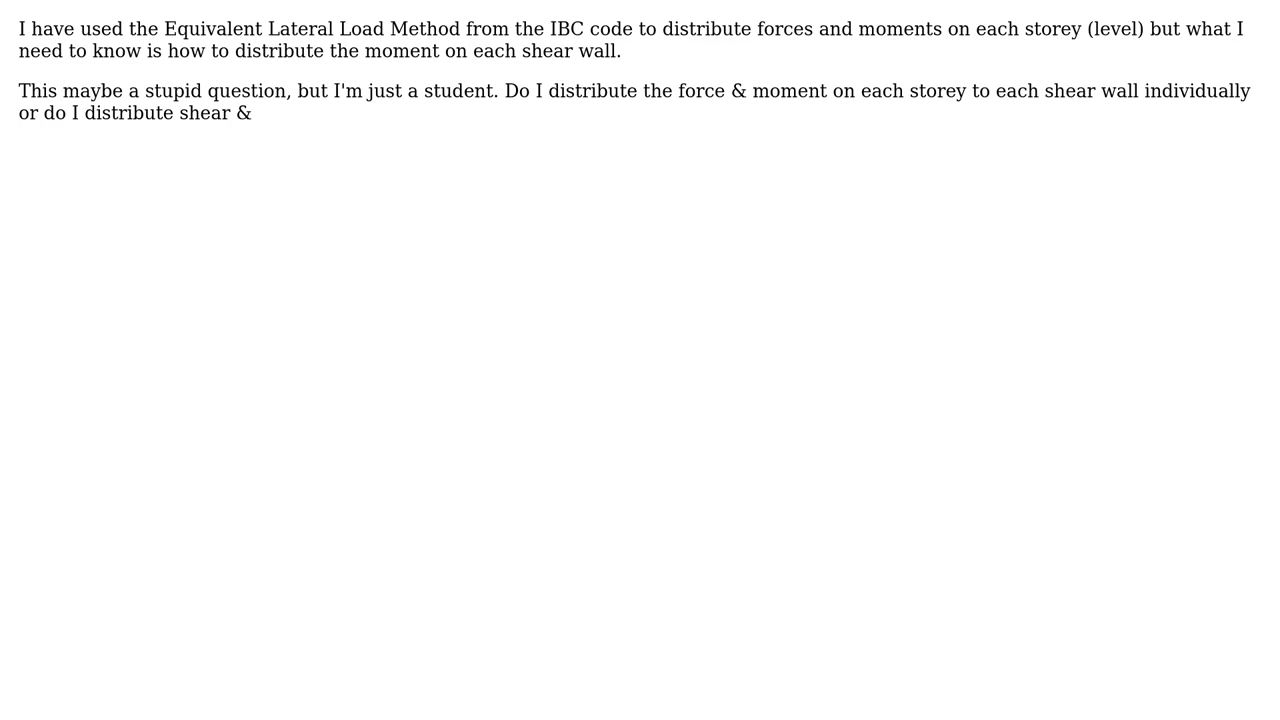 I have used the Equivalent Lateral Load Method from the IBC code to distribute forces and moments on each storey (level) but what I
need to know is how to distribute the moment on each shear wall.
This maybe a stupid question, but I'm just a student. Do I distribute the force & moment on each storey to each shear wall individually
or do I distribute shear &